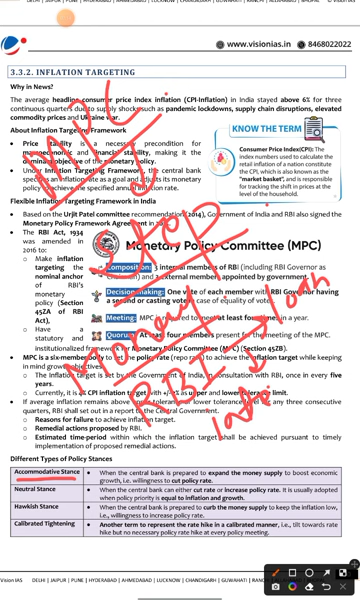 DELHI | JAIPUR | PUNE | HYDERABAD | AHMEDABAD | LUCKNOW | CHANDIGARH | GUWAHATI | RANCHI | ALLAHABAD | BHOPAL
www.visionias.in 8468022022
3.3.2. INFLATION TARGETING
Why in News?
The average headline consumer price index inflation (CPI-Inflation) in India stayed above 6% for three
continuous quarters due to supply shocks such as pandemic lockdowns, supply chain disruptions, elevated
commodity prices and Ukraine war.
About Inflation Targeting Framework
• Price stability is a necessary precondition for
macroeconomic and financial stability, making it the
nominal objective of the monetary policy.
• Under Inflation Targeting Framework, the central bank
specifies an inflation rate as a goal and adjusts its monetary
policy to achieve the specified annual inflation rate.
KNOW THE TERM
Consumer Price Index(CPI): The
index numbers used to calculate the
retail inflation of a nation constitute
the CPI, which is also known as the
"market basket", and is responsible
for tracking the shift in prices at the
level of the household.
Flexible Inflation Targeting Framework in India
• Based on the Urjit Patel committee recommendations (2014), Government of India and RBI also signed the
Monetary Policy Framework Agreement in
• The RBI Act, 1934
was amended in
2016 to:
o Make inflation
targeting the
nominal anchor
of RBI's
monetary policy
(Section
45ZA of RBI
Act),
o Have a
statutory and
institutionalized framework Monetary Policy Committee (MPC) (Section 45ZB).
Monetary Policy Committee (MPC)
Composition: 3 internal members of RBI (including RBI Governor as
and 3 external members appointed by government.
Decision-making: One vote of each member with RBI Governor having
a second or casting vote in case of equality of votes.
Meeting: MPC is required to meet at least four times in a year.
Quorum: At least four members present for the meeting of the MPC.
• MPC is a six-member body to set the policy rate (repo rate) to achieve the inflation target while keeping
in mind growth objectives.
o The Inflation target is set by the Government of India, in consultation with RBI, once in every five
years.
o Currently, it is 4% CPI inflation target with +/-2% as upper and lower tolerance limit.
• If average inflation remains above upper tolerance or lower tolerance level for any three consecutive
quarters, RBI shall set out in a report to the Central Government.
o Reasons for failure to achieve inflation target.
o Remedial actions proposed by RBI.
o Estimated time-period within which the inflation target shall be achieved pursuant to timely
implementation of proposed remedial actions.
Different Types of Policy Stances
Accommodative Stance • When the central bank is prepared to expand the money supply to boost economic
growth, i.e., willingness to cut policy rate.
Neutral Stance • When the central bank can either cut rate or increase policy rate. It is usually adopted
when policy priority is equal to inflation and growth.
Hawkish Stance • When the central bank is prepared to curb the money supply to keep the inflation low,
i.e., willingness to increase policy rate.
Calibrated Tightening • Another term to represent the rate hike in a calibrated manner, i.e., tilt towards rate
hike but no necessary policy rate hike at every policy meeting.
MPC
Stop
Money
RBI
loan
Vision IAS DELHI | JAIPUR | PUNE | HYDERABAD | AHMEDABAD | LUCKNOW | CHANDIGARH | GUWAHATI